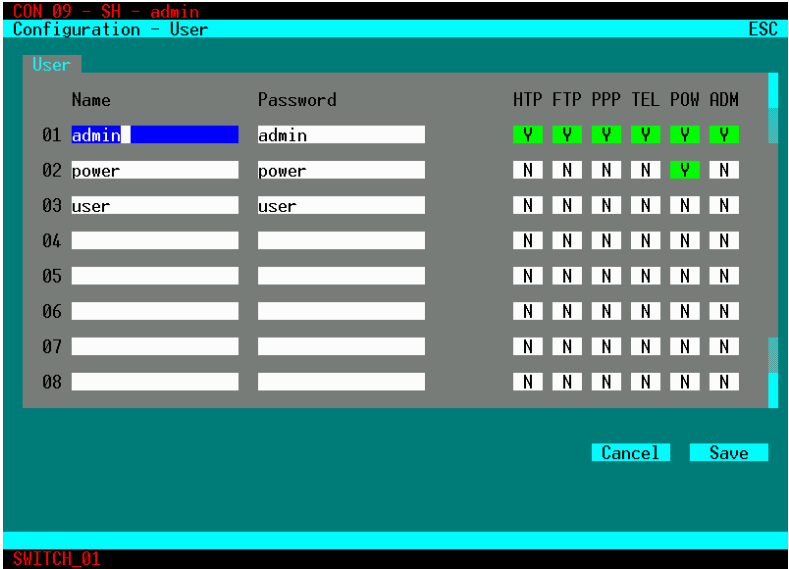 CON_09 - SH - admin
Configuration - User ESC
User
Name Password HTP FTP PPP TEL POW ADM
01 admin admin Y Y Y Y Y Y
02 power power N N N N Y N
03 user user N N N N N N
04 N N N N N N
05 N N N N N N
06 N N N N N N
07 N N N N N N
08 N N N N N N
Cancel Save
SWITCH_01